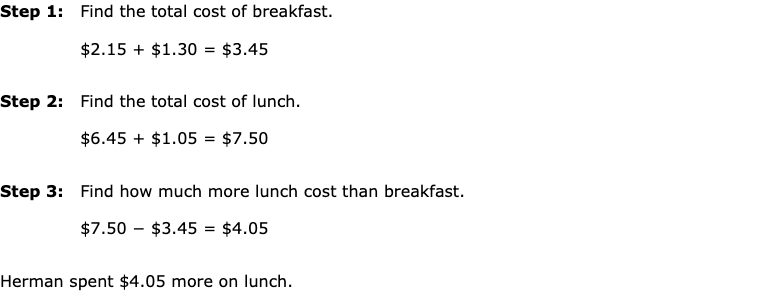 Step 1: Find the total cost of breakfast.
$2.15 + $1.30 = $3.45
Step 2: Find the total cost of lunch.
$6.45 + $1.05 = $7.50
Step 3: Find how much more lunch cost than breakfast.
$7.50 − $3.45 = $4.05
Herman spent $4.05 more on lunch.